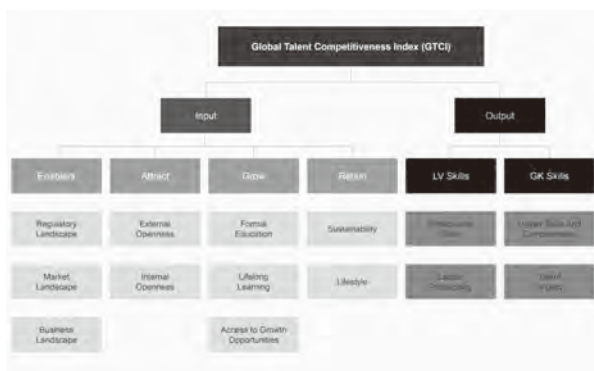 Global Talent Competitiveness Index (GTCI)
Input
Output
Enablers
Attract
Grow
Retain
LV Skills
GK Skills
Regulatory
Landscape
External
Openness
Formal
Education
Sustainability
Market
Landscape
Internal
Openness
Lifelong
Learning
Lifestyle
Labour
Productivity
Talent
Impact
Business
Landscape
Access to Growth
Opportunities